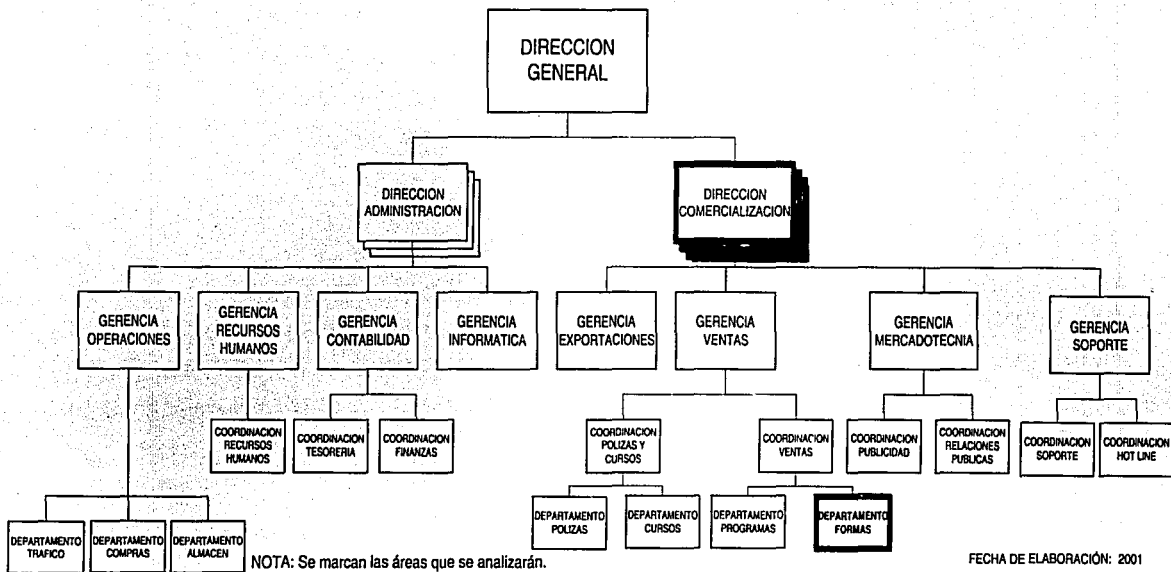 DIRECCION
GENERAL
DIRECCION
ADMINISTRACION
DIRECCION
COMERCIALIZACION
GERENCIA
OPERACIONES
GERENCIA
RECURSOS
HUMANOS
GERENCIA
CONTABILIDAD
GERENCIA
INFORMATICA
GERENCIA
EXPORTACIONES
GERENCIA
VENTAS
GERENCIA
MERCADOTECNIA
GERENCIA
SOPORTE
COORDINACION
RECURSOS
HUMANOS
COORDINACION
TESORERIA
COORDINACION
FINANZAS
COORDINACION
POLIZAS Y
CURSOS
COORDINACION
VENTAS
COORDINACION
PUBLICIDAD
COORDINACION
RELACIONES
PUBLICAS
COORDINACION
SOPORTE
COORDINACION
HOT LINE
DEPARTAMENTO
TRAFICO
DEPARTAMENTO
COMPRAS
DEPARTAMENTO
ALMACEN
DEPARTAMENTO
POLIZAS
DEPARTAMENTO
CURSOS
DEPARTAMENTO
PROGRAMAS
DEPARTAMENTO
FORMAS
NOTA: Se marcan las áreas que se analizarán.
FECHA DE ELABORACIÓN: 2001